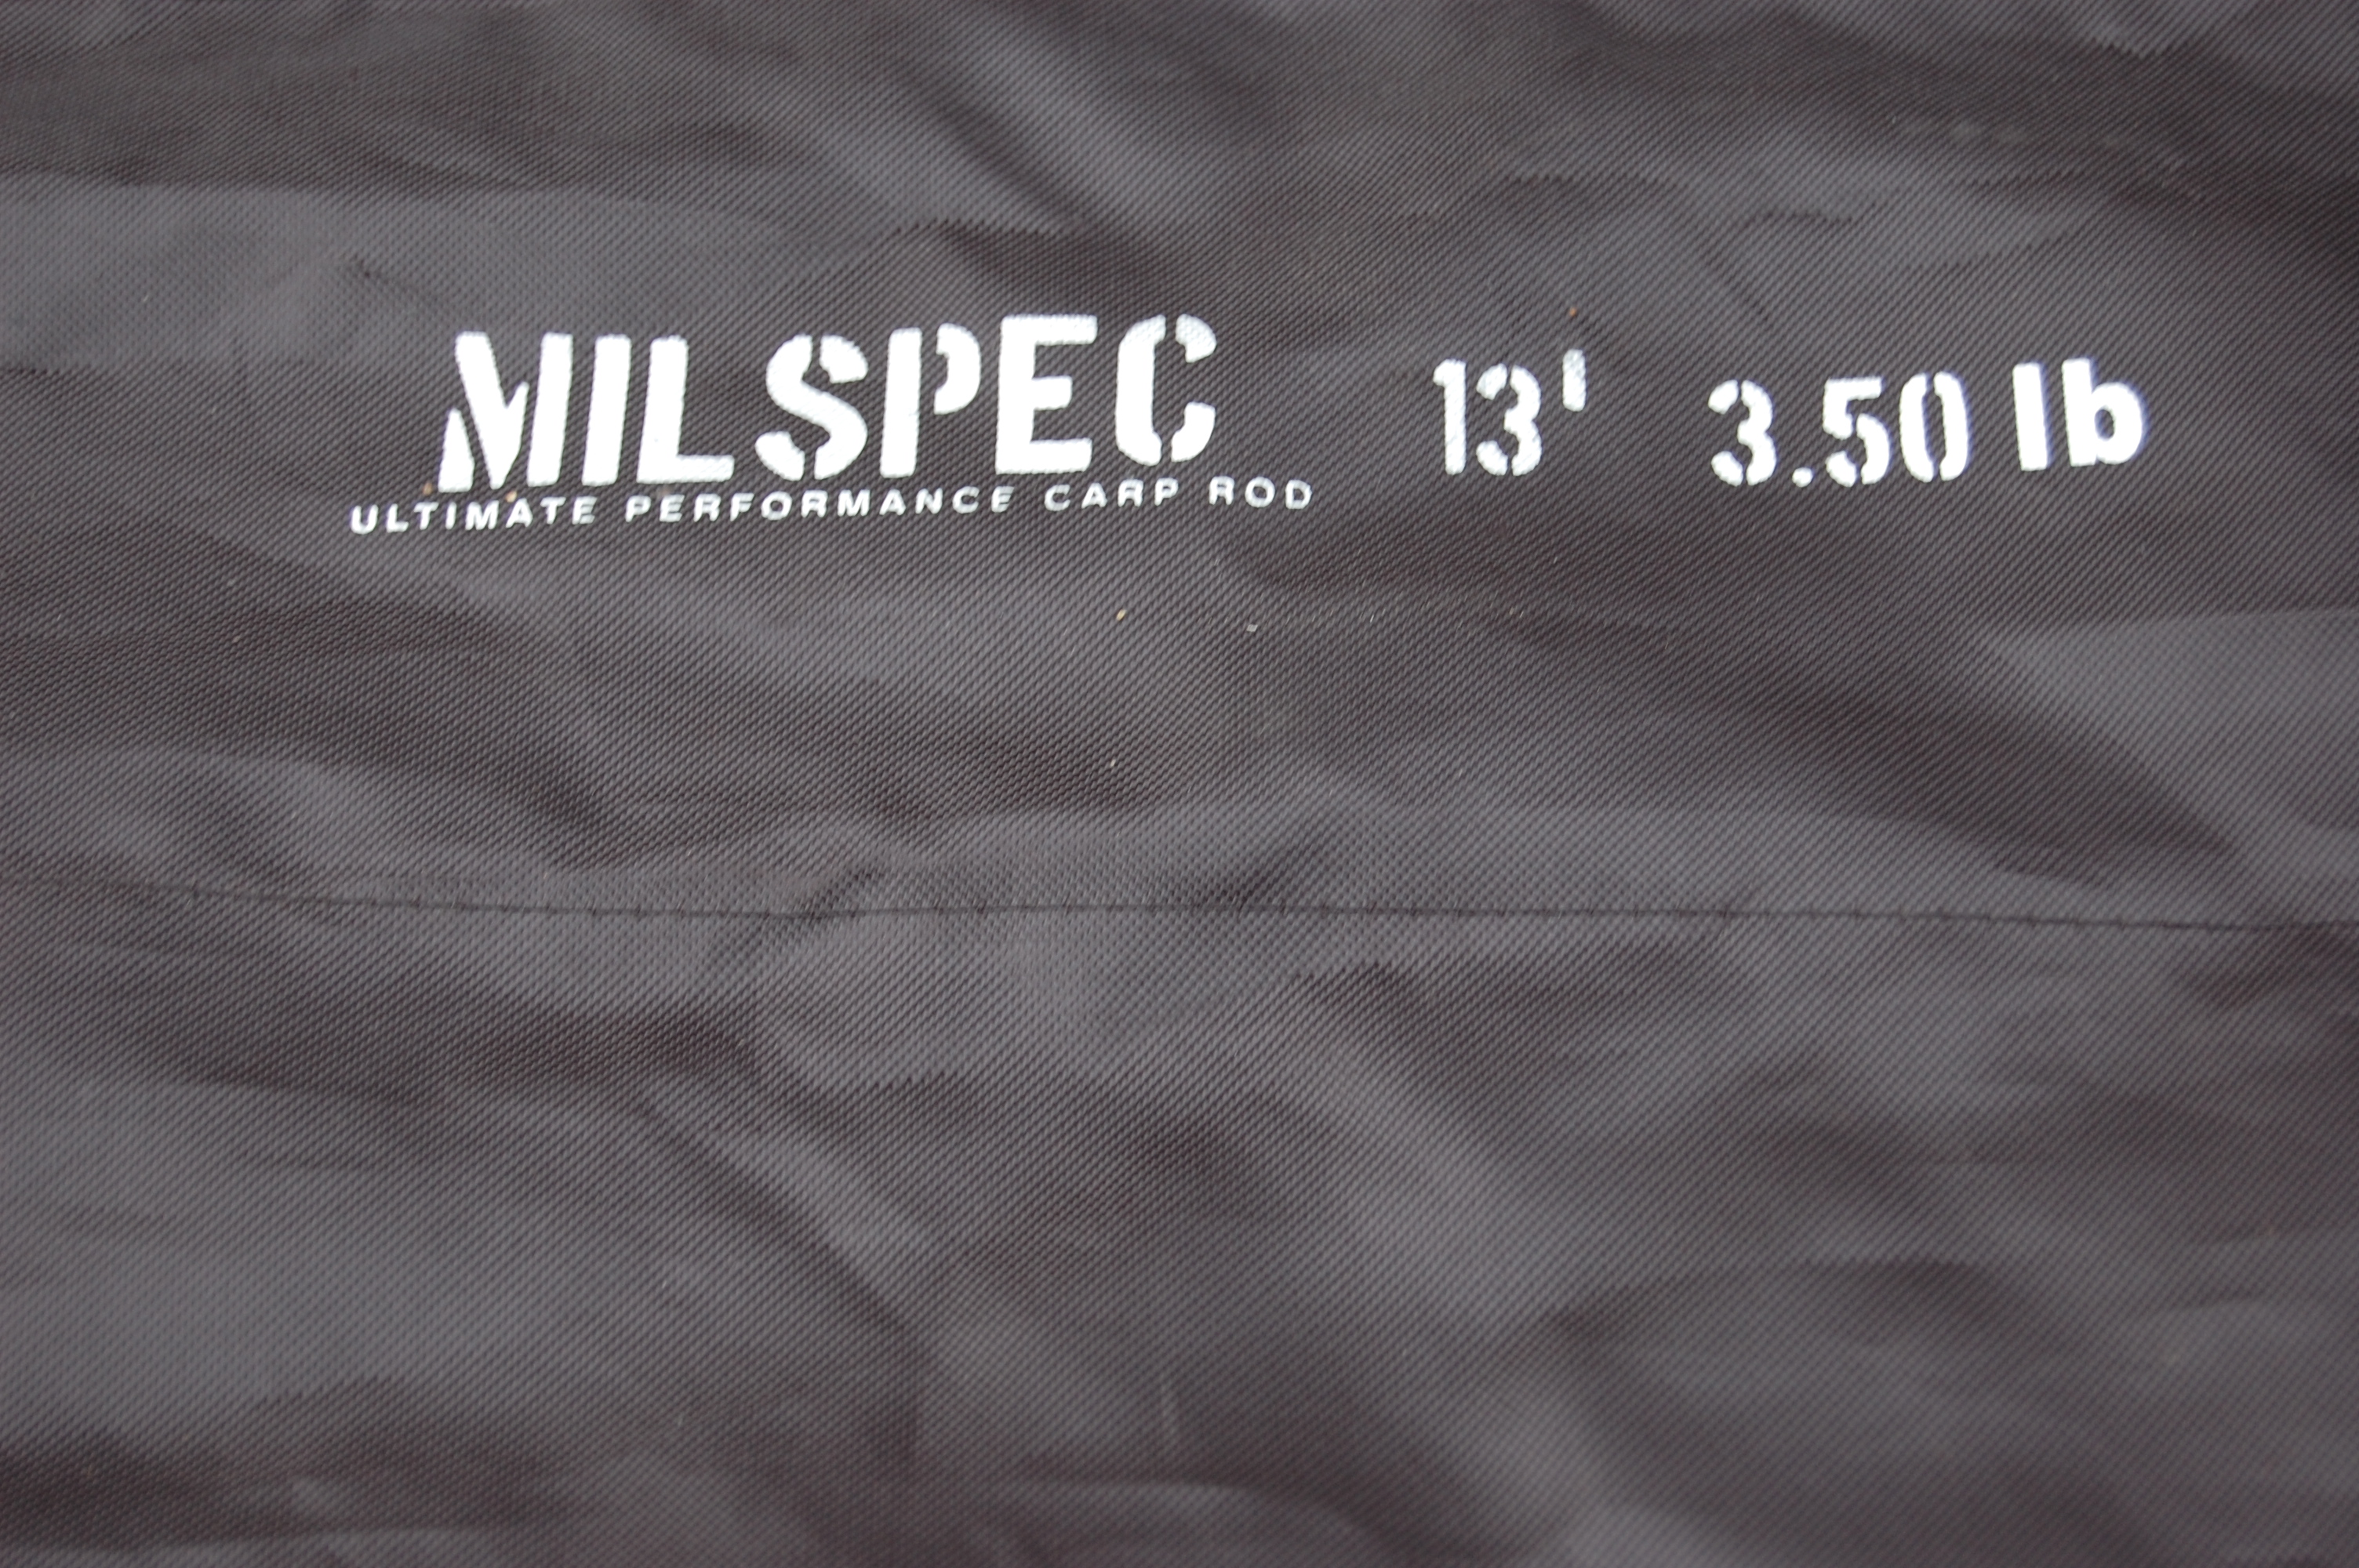 MILSPEC 13' 3.50 lb
ULTIMATE PERFORMANCE CARP ROD